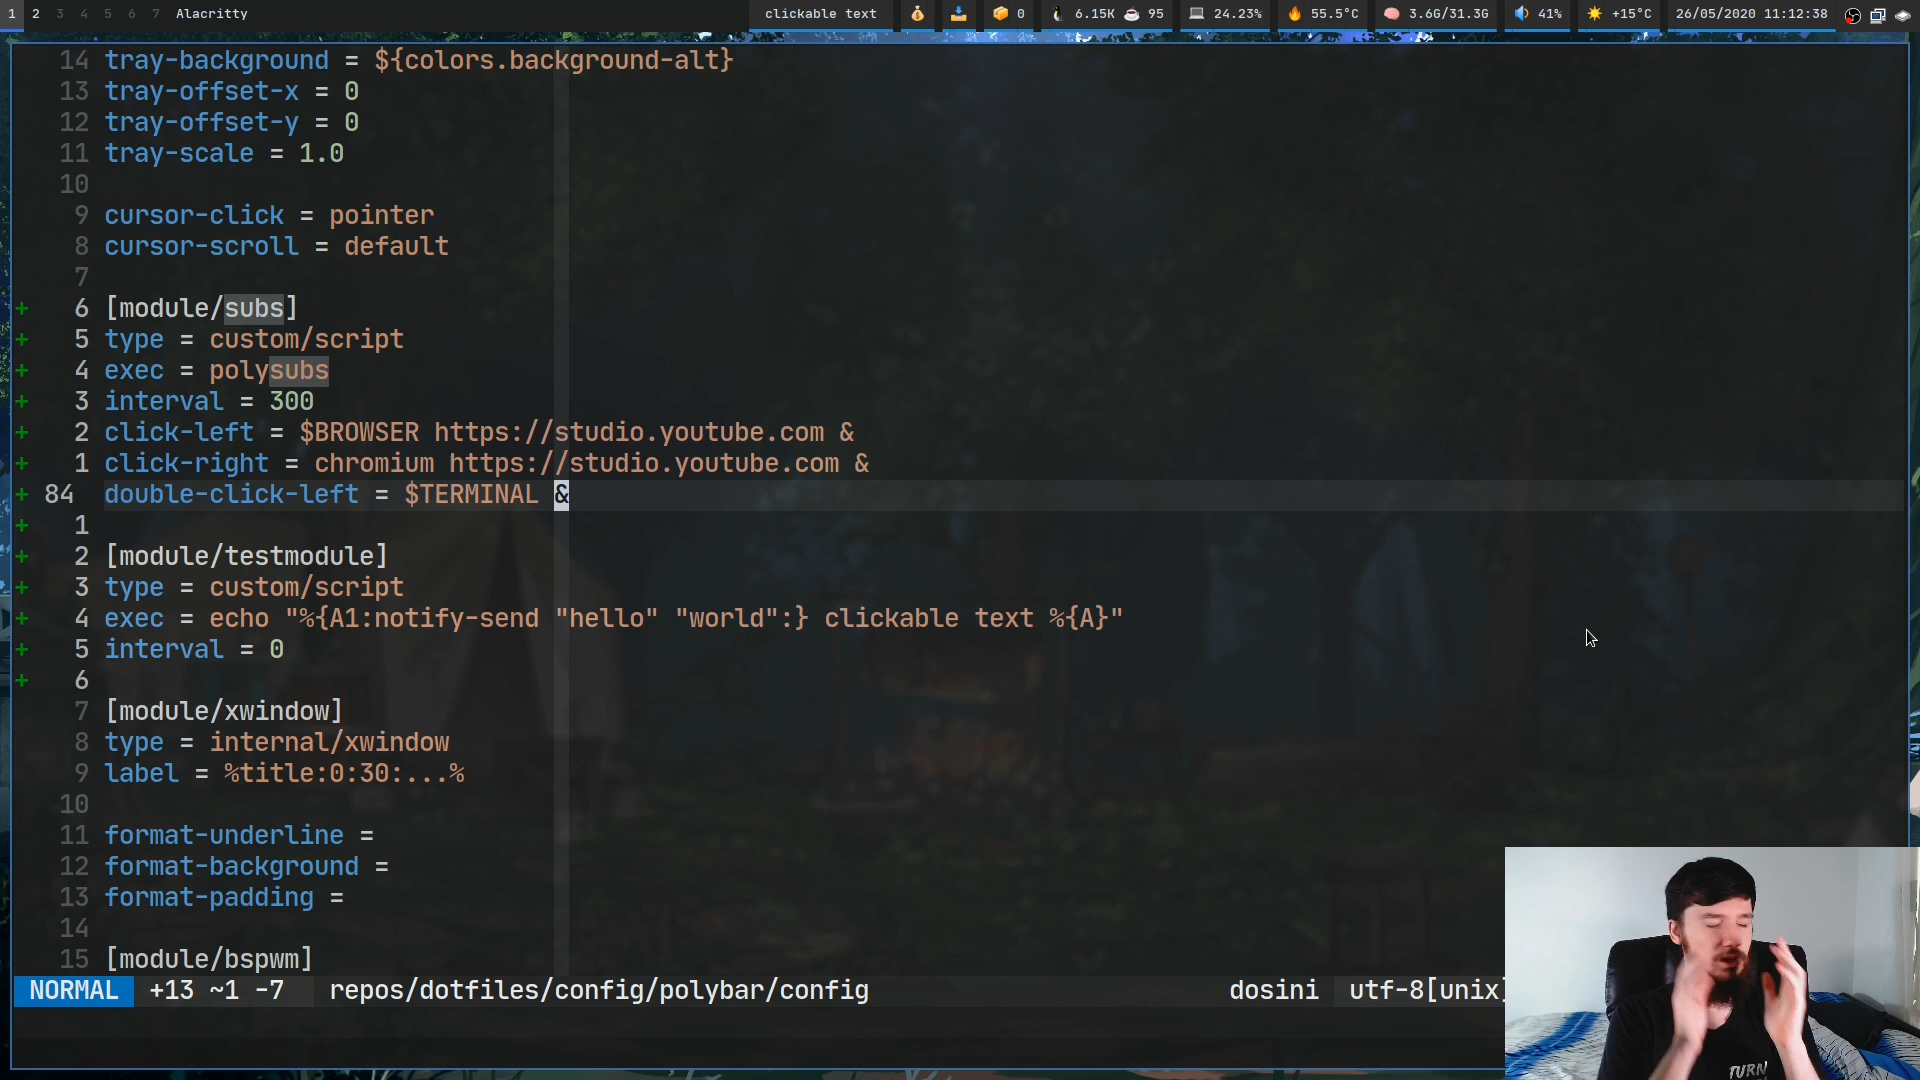 1 2 3 4 5 6 7 Alacritty clickable text 0 6.15K 95 24.23% 55.5°C 3.6G/31.3G 41% +15°C 26/05/2020 11:12:38
14 tray-background = ${colors.background-alt}
13 tray-offset-x = 0
12 tray-offset-y = 0
11 tray-scale = 1.0
10
9 cursor-click = pointer
8 cursor-scroll = default
7
+ 6 [module/subs]
+ 5 type = custom/script
+ 4 exec = polysubs
+ 3 interval = 300
+ 2 click-left = $BROWSER https://studio.youtube.com &
+ 1 click-right = chromium https://studio.youtube.com &
+ 84 double-click-left = $TERMINAL &
+ 1
+ 2 [module/testmodule]
+ 3 type = custom/script
+ 4 exec = echo "%{A1:notify-send "hello" "world":} clickable text %{A}"
+ 5 interval = 0
+ 6
7 [module/xwindow]
8 type = internal/xwindow
9 label = %title:0:30:...%
10
11 format-underline =
12 format-background =
13 format-padding =
14
15 [module/bspwm]
NORMAL +13 ~1 -7 repos/dotfiles/config/polybar/config dosini utf-8[unix]
TURN